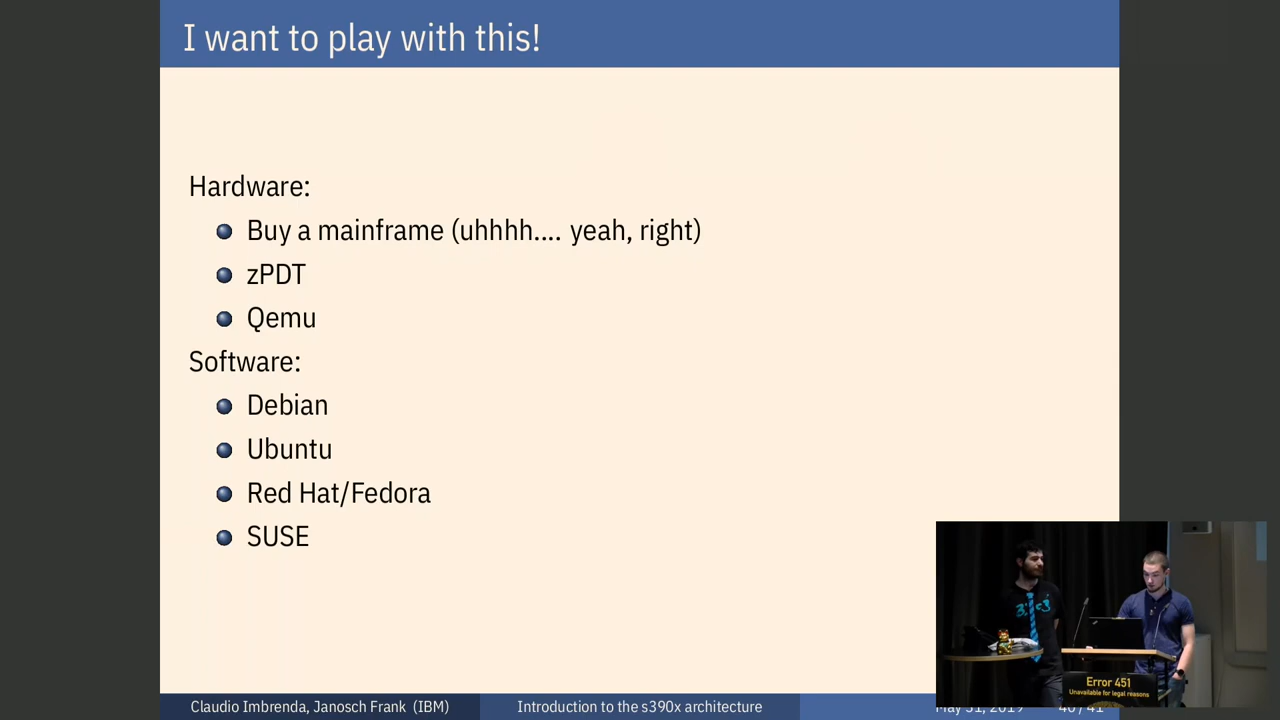 I want to play with this!
Hardware:
Buy a mainframe (uhhhh.... yeah, right)
zPDT
Qemu
Software:
Debian
Ubuntu
Red Hat/Fedora
SUSE
Error 451
Unavailable for legal reasons
Claudio Imbrenda, Janosch Frank (IBM)
Introduction to the s390x architecture
May 31, 2019
40 / 41